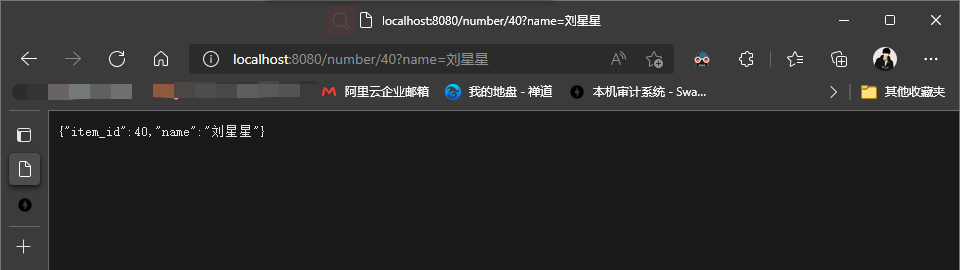 localhost:8080/number/40?name=刘星星
localhost:8080/number/40?name=刘星星
阿里云企业邮箱 我的地盘 - 禅道 本机审计系统 - Swa... 其他收藏夹
{"item_id":40,"name":"刘星星"}